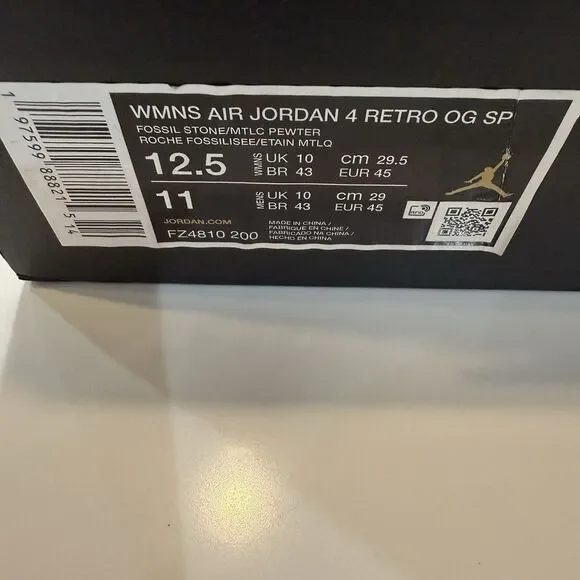 WMNS AIR JORDAN 4 RETRO OG SP
FOSSIL STONE/MTLC PEWTER
ROCHE FOSSILISEE/ETAIN MTLQ
12.5 WMNS UK 10 CM 29.5
BR 43 EUR 45
11 MENS UK 10 CM 29
BR 43 EUR 45
JORDAN.COM
FZ4810 200
MADE IN CHINA /
FABRIQUE EN CHINE /
FABRICADO NA CHINA /
HECHO EN CHINA
1 97599 88821 5 14